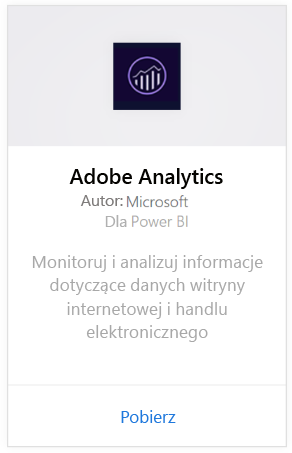 Adobe Analytics
Autor: Microsoft
Dla Power BI
Monitoruj i analizuj informacje
dotyczące danych witryny
internetowej i handlu
elektronicznego
Pobierz